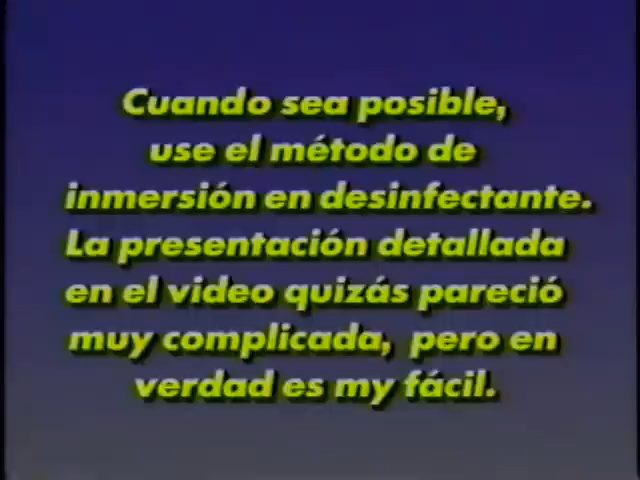 Cuando sea posible,
use el método de
inmersión en desinfectante.
La presentación detallada
en el video quizás pareció
muy complicada, pero en
verdad es my fácil.